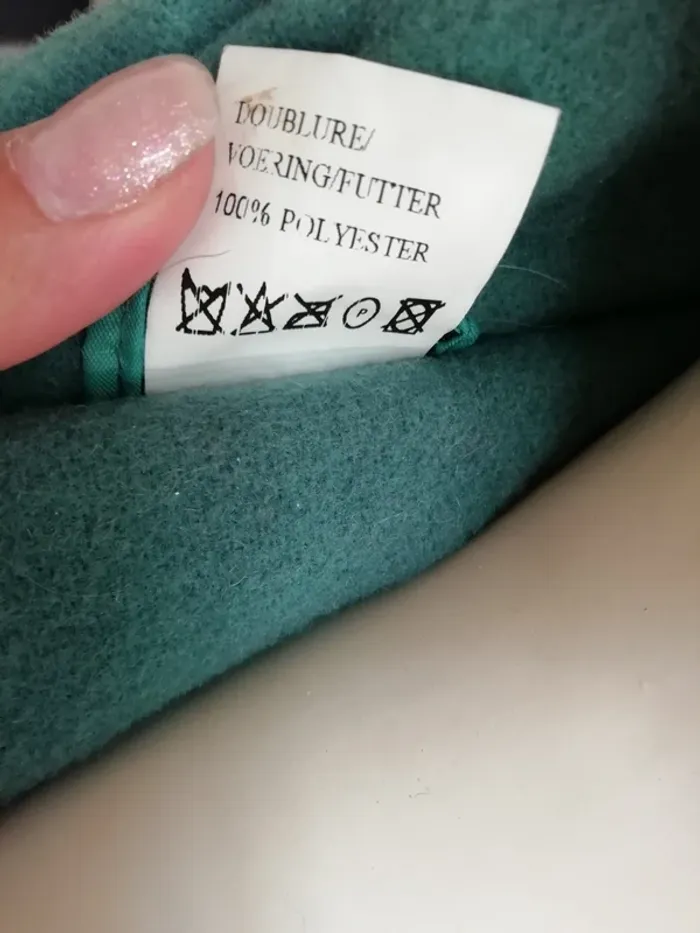 DOUBLURE/
VOERING/FUTTER
100% POLYESTER
P